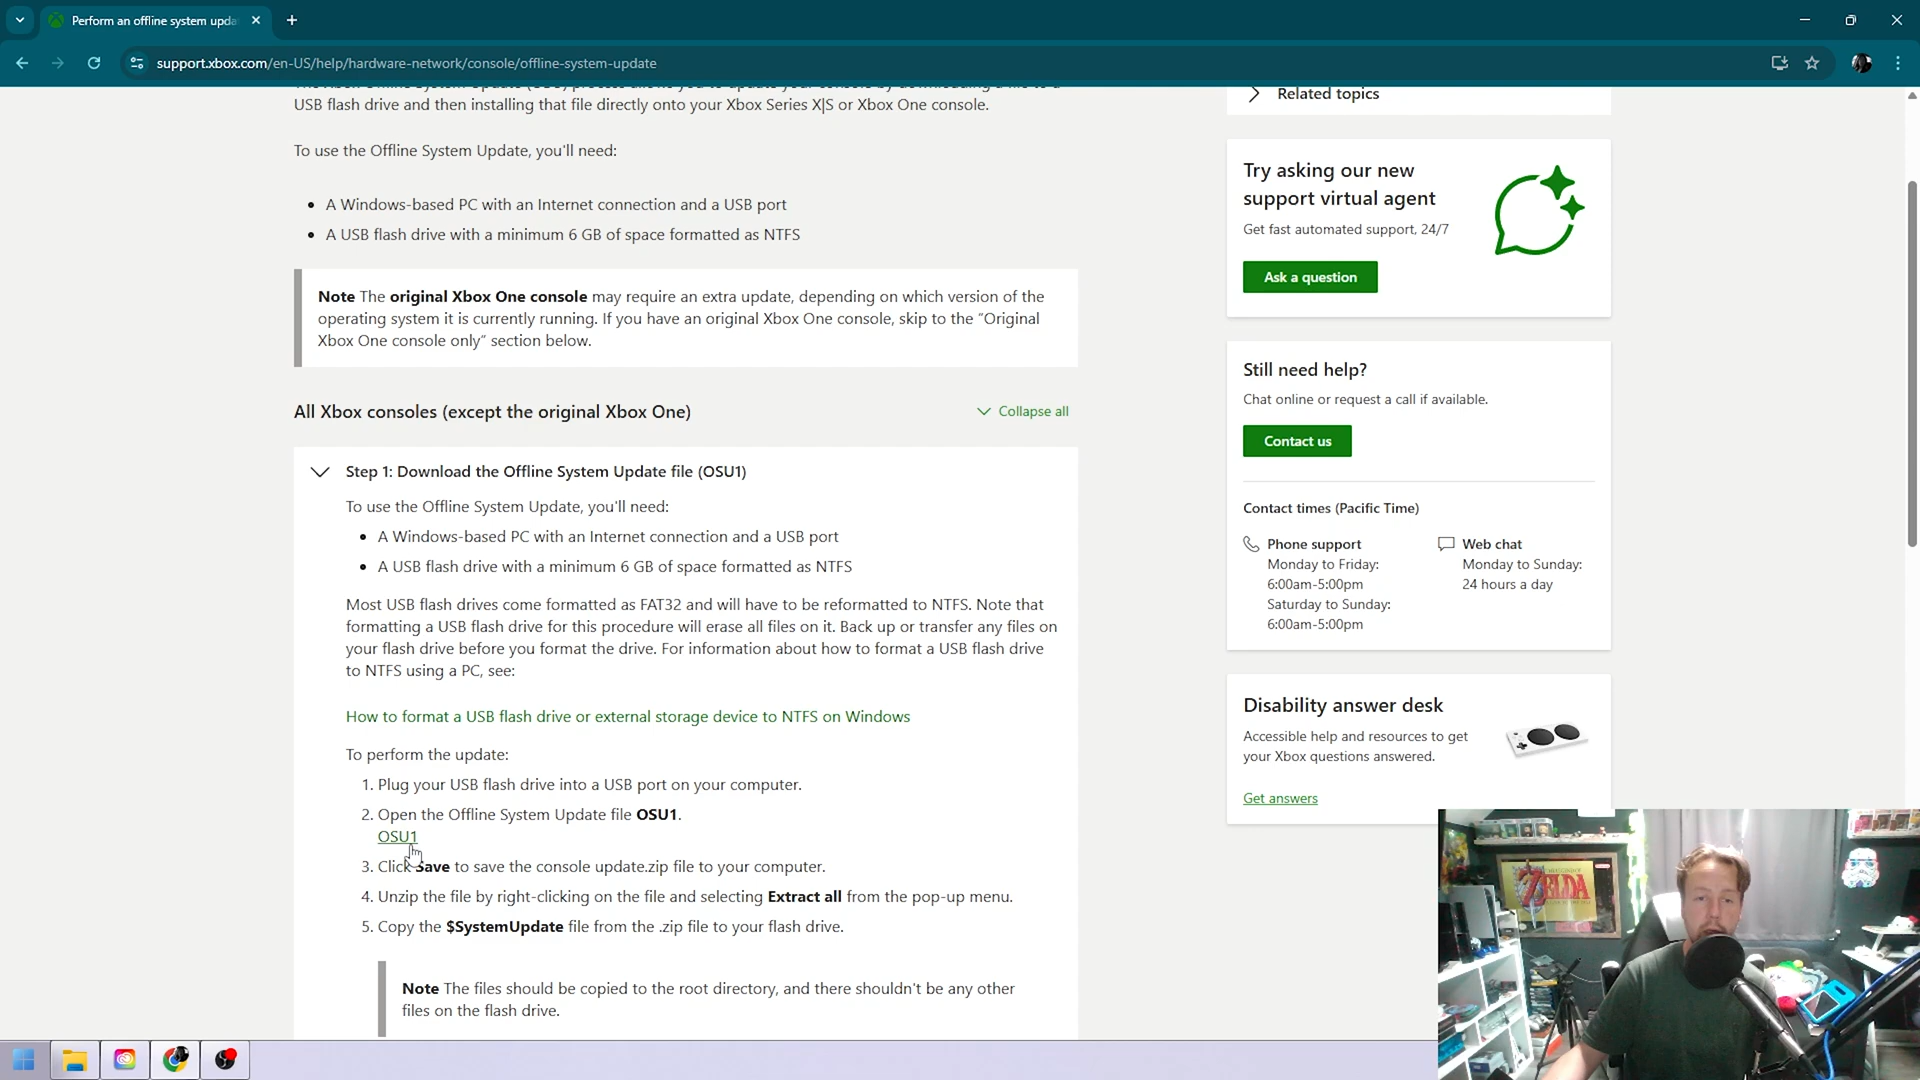 Perform an offline system upda
support.xbox.com/en-US/help/hardware-network/console/offline-system-update
USB flash drive and then installing that file directly onto your Xbox Series X|S or Xbox One console.
To use the Offline System Update, you'll need:
• A Windows-based PC with an Internet connection and a USB port
• A USB flash drive with a minimum 6 GB of space formatted as NTFS
Note The original Xbox One console may require an extra update, depending on which version of the
operating system it is currently running. If you have an original Xbox One console, skip to the "Original
Xbox One console only" section below.
All Xbox consoles (except the original Xbox One)
Collapse all
Step 1: Download the Offline System Update file (OSU1)
To use the Offline System Update, you'll need:
• A Windows-based PC with an Internet connection and a USB port
• A USB flash drive with a minimum 6 GB of space formatted as NTFS
Most USB flash drives come formatted as FAT32 and will have to be reformatted to NTFS. Note that
formatting a USB flash drive for this procedure will erase all files on it. Back up or transfer any files on
your flash drive before you format the drive. For information about how to format a USB flash drive
to NTFS using a PC, see:
How to format a USB flash drive or external storage device to NTFS on Windows
To perform the update:
1. Plug your USB flash drive into a USB port on your computer.
2. Open the Offline System Update file OSU1.
OSU1
3. Click Save to save the console update.zip file to your computer.
4. Unzip the file by right-clicking on the file and selecting Extract all from the pop-up menu.
5. Copy the $SystemUpdate file from the .zip file to your flash drive.
Note The files should be copied to the root directory, and there shouldn't be any other
files on the flash drive.
Related topics
Try asking our new
support virtual agent
Get fast automated support, 24/7
Ask a question
Still need help?
Chat online or request a call if available.
Contact us
Contact times (Pacific Time)
Phone support
Monday to Friday:
6:00am-5:00pm
Saturday to Sunday:
6:00am-5:00pm
Web chat
Monday to Sunday:
24 hours a day
Disability answer desk
Accessible help and resources to get
your Xbox questions answered.
Get answers
ZELDA